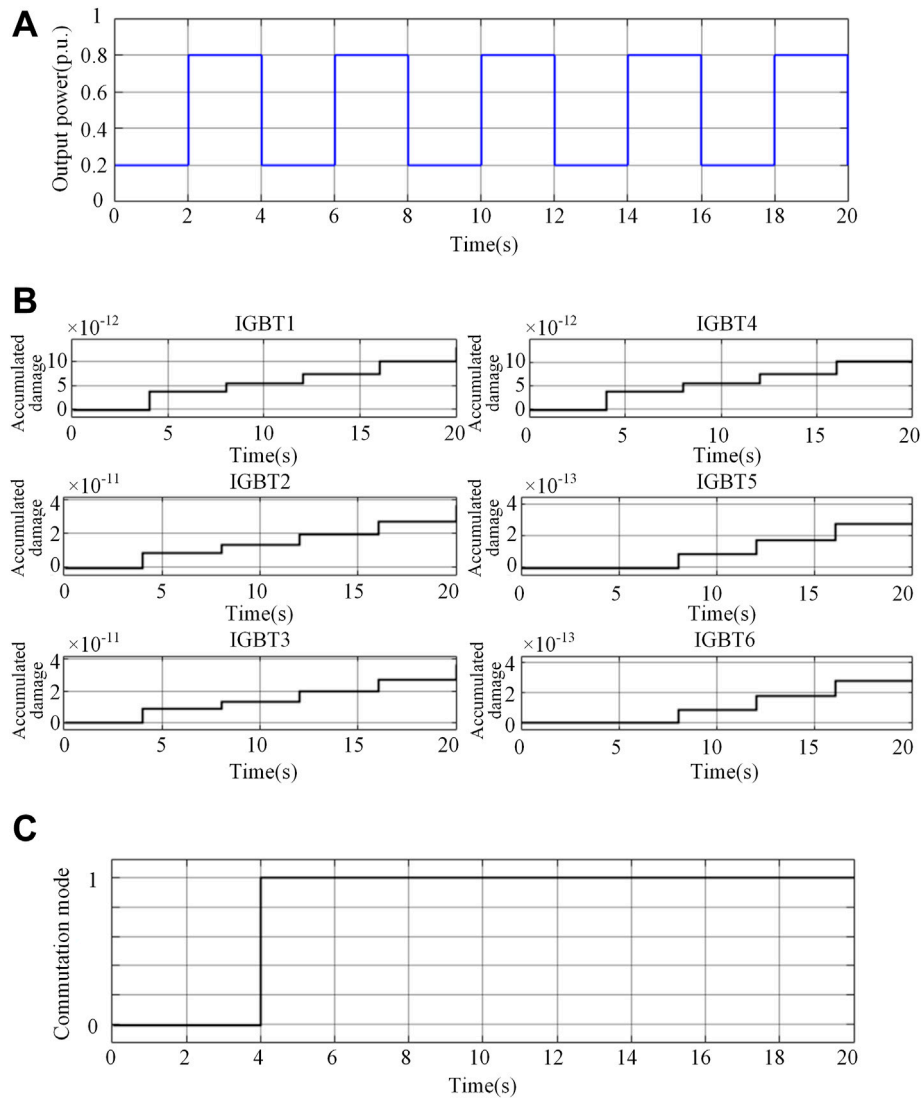 A
Output power(p.u.)
1
0.8
0.6
0.4
0.2
0
0 2 4 6 8 10 12 14 16 18 20
Time(s)
B
×10-12
IGBT1
Accumulated
damage
10
5
0
0 5 10 15 20
Time(s)
×10-12
IGBT4
Accumulated
damage
10
5
0
0 5 10 15 20
Time(s)
×10-11
IGBT2
Accumulated
damage
4
2
0
0 5 10 15 20
Time(s)
×10-13
IGBT5
Accumulated
damage
4
2
0
0 5 10 15 20
Time(s)
×10-11
IGBT3
Accumulated
damage
4
2
0
0 5 10 15 20
Time(s)
×10-13
IGBT6
Accumulated
damage
4
2
0
0 5 10 15 20
Time(s)
C
Commutation mode
1
0
0 2 4 6 8 10 12 14 16 18 20
Time(s)